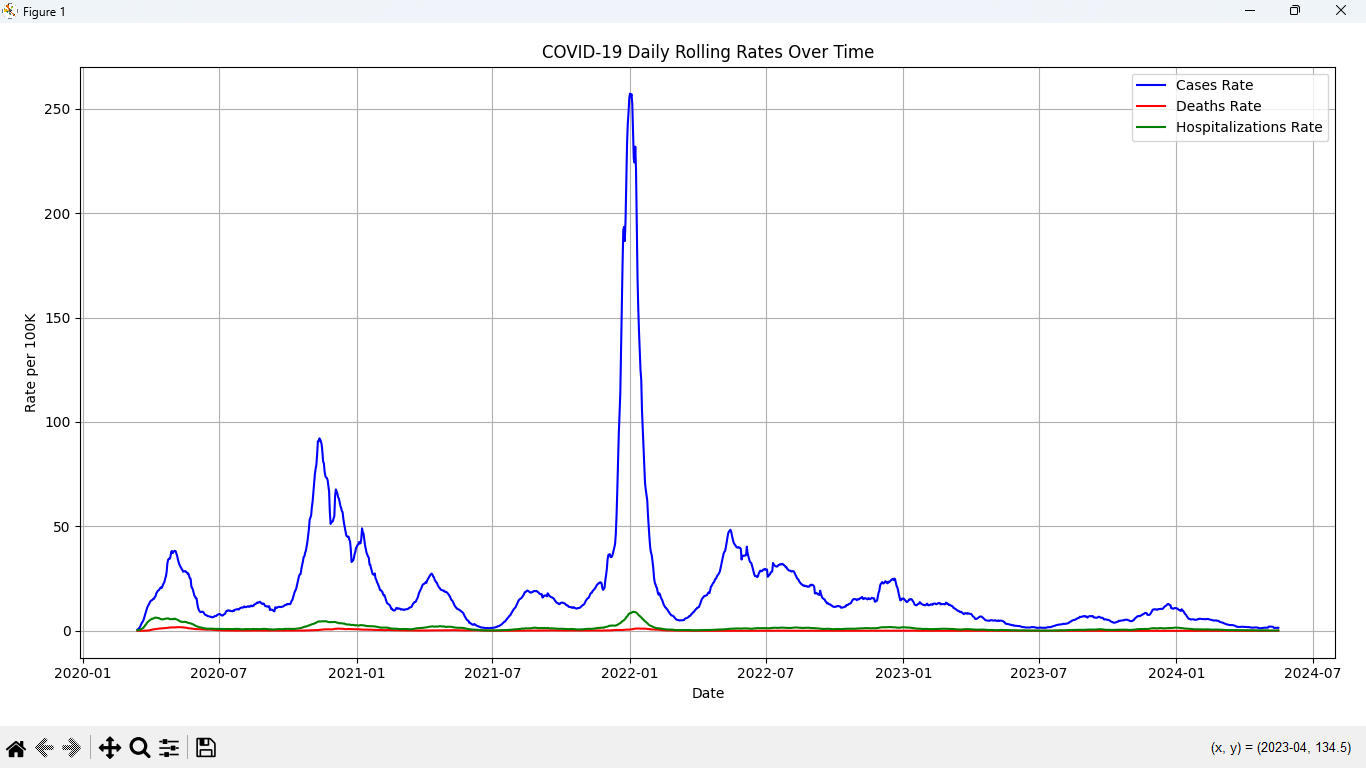 Figure 1
COVID-19 Daily Rolling Rates Over Time
Cases Rate
Deaths Rate
Hospitalizations Rate
Rate per 100K
250
200
150
100
50
0
2020-01 2020-07 2021-01 2021-07 2022-01 2022-07 2023-01 2023-07 2024-01 2024-07
Date
(x, y) = (2023-04, 134.5)